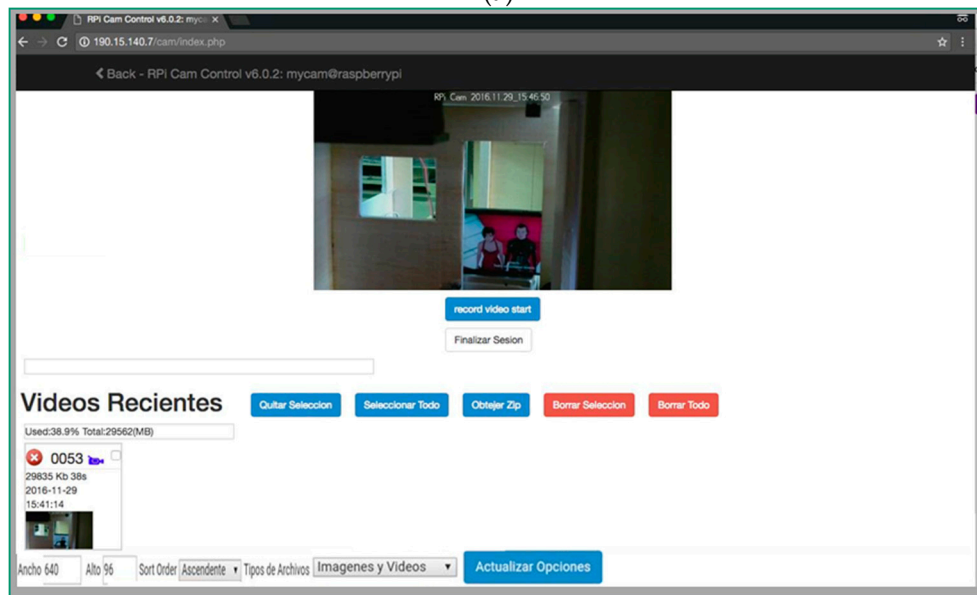 RPi Cam Control v6.0.2: myc
190.15.140.7/cam/index.php
Back - RPi Cam Control v6.0.2: mycam@raspberrypi
RPi Cam 2016.11.29_15:46:50
record video start
Finalizar Sesion
Videos Recientes Quitar Seleccion Seleccionar Todo Obtejer Zip Borrar Seleccion Borrar Todo
Used:38.9% Total:29562(MB)
0053
29835 Kb 38s
2016-11-29
15:41:14
Ancho 640 Alto 96 Sort Order Ascendente Tipos de Archivos Imagenes y Videos Actualizar Opciones